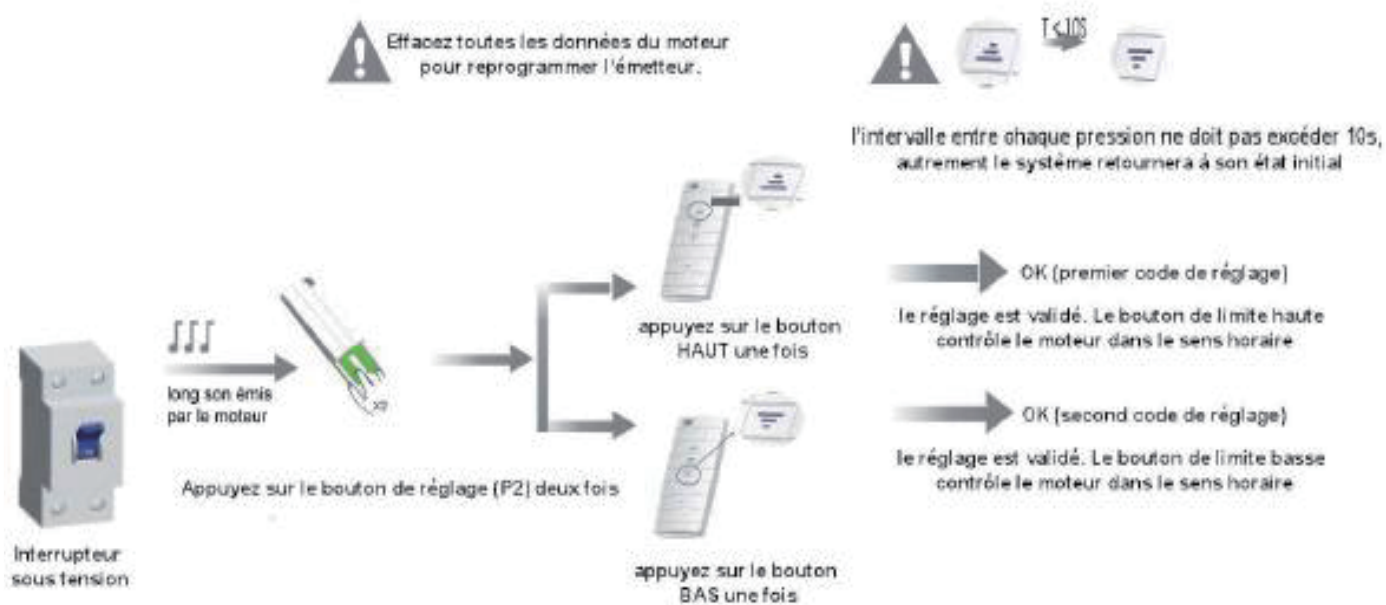 Effacez toutes les données du moteur
pour reprogrammer l'émetteur.
T<10S
l'intervalle entre chaque pression ne doit pas excéder 10s,
autrement le système retournera à son état initial
long son émis
par le moteur
x2
Appuyez sur le bouton de réglage (P2) deux fois
Interrupteur
sous tension
appuyez sur le bouton
HAUT une fois
OK (premier code de réglage)
le réglage est validé. Le bouton de limite haute
contrôle le moteur dans le sens horaire
appuyez sur le bouton
BAS une fois
OK (second code de réglage)
le réglage est validé. Le bouton de limite basse
contrôle le moteur dans le sens horaire